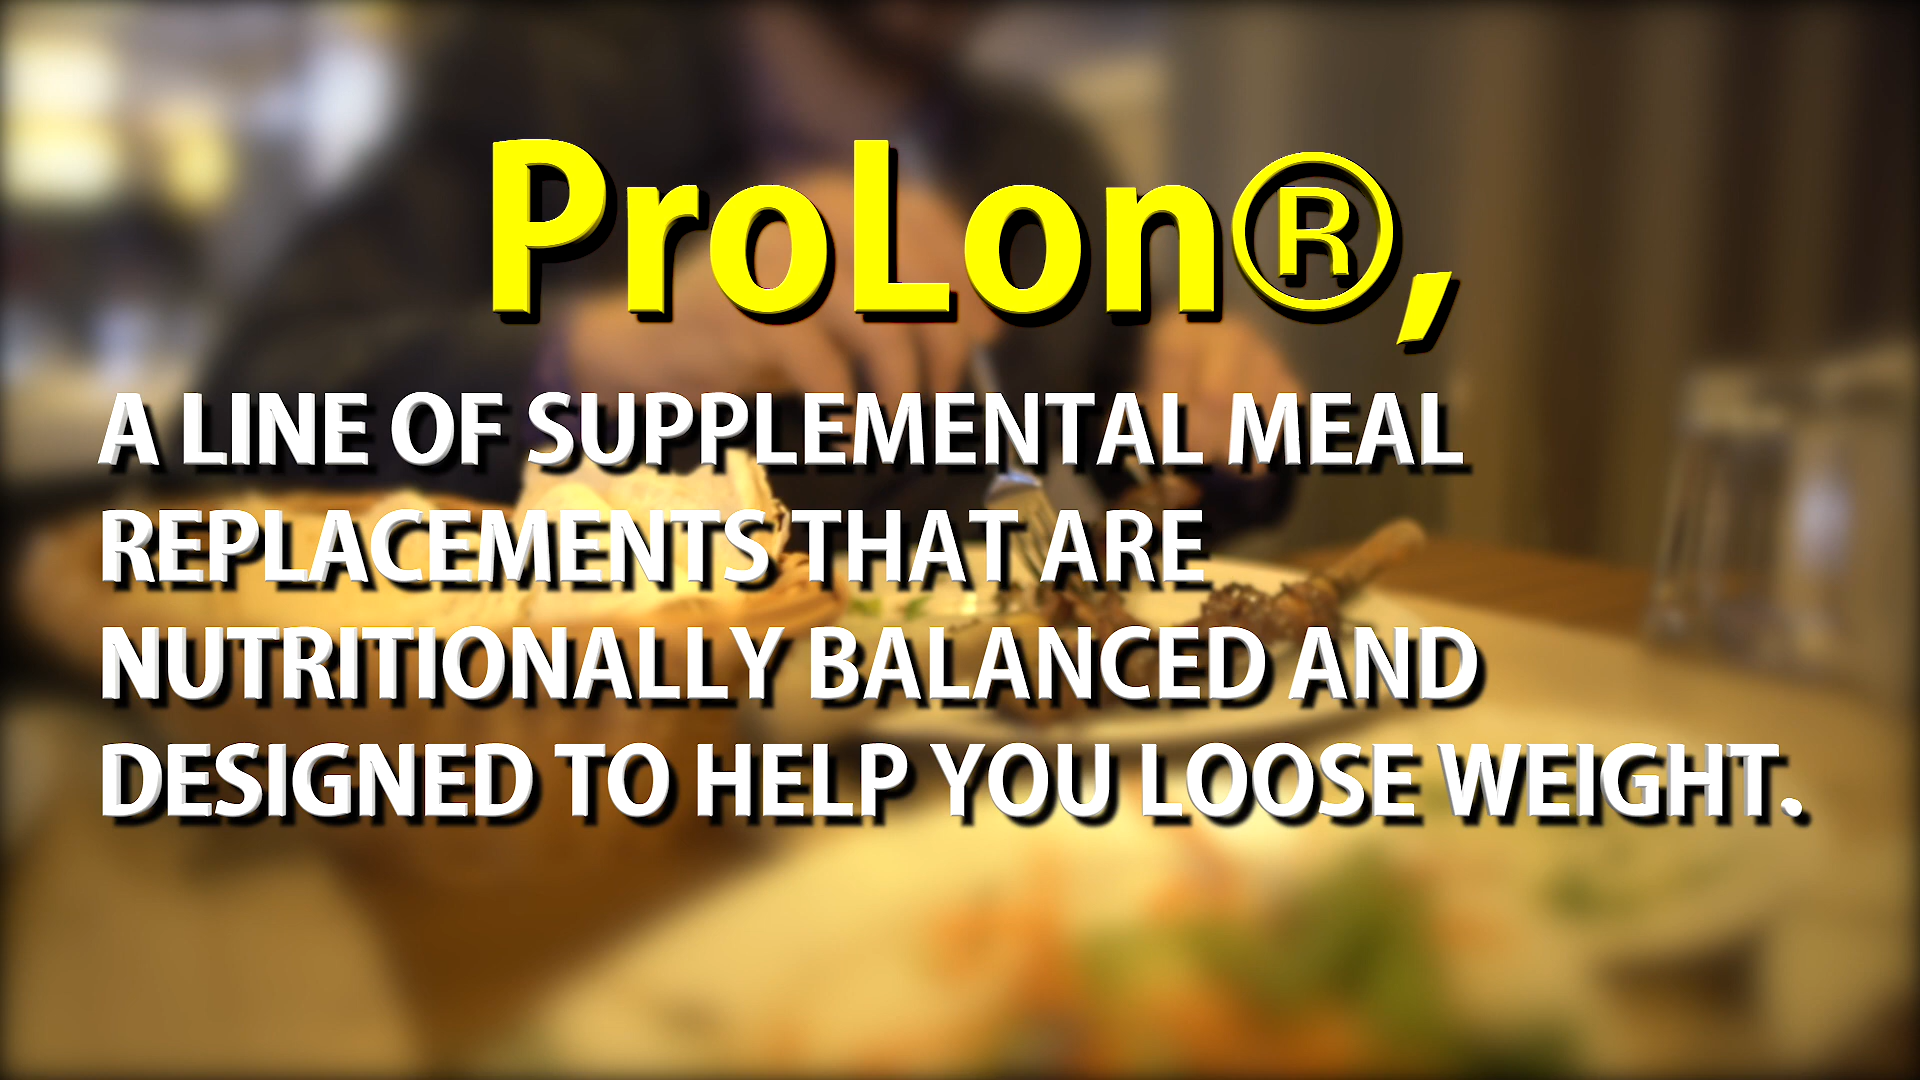 ProLon®,
A LINE OF SUPPLEMENTAL MEAL
REPLACEMENTS THAT ARE
NUTRITIONALLY BALANCED AND
DESIGNED TO HELP YOU LOOSE WEIGHT.